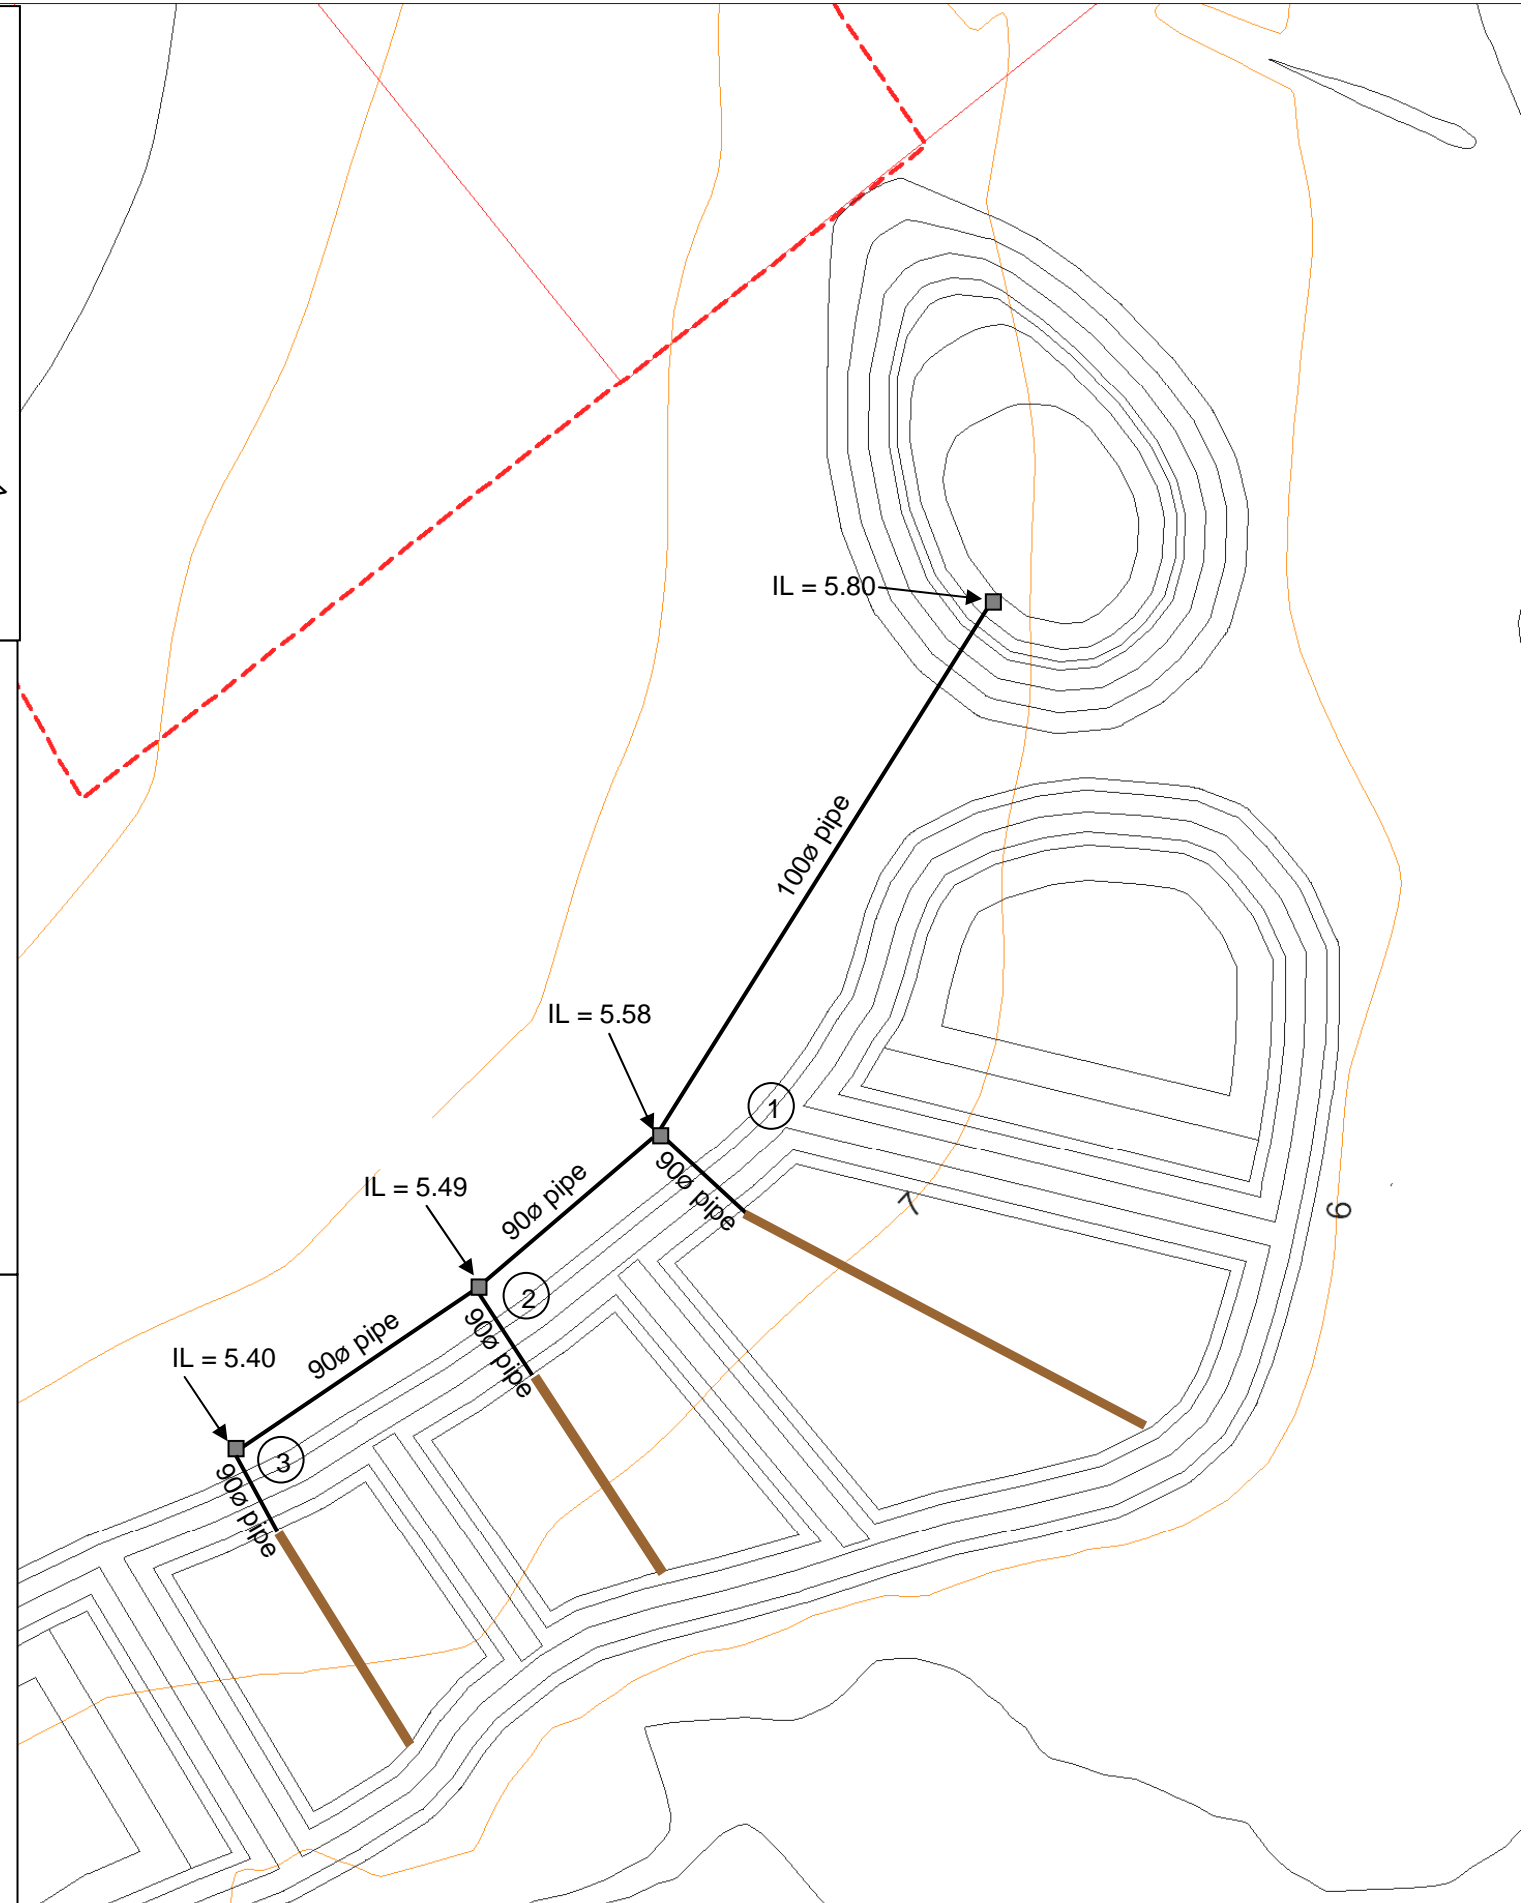 IL = 5.80
100ø pipe
IL = 5.58
1
90ø pipe
90ø pipe
IL = 5.49
7
9
2
90ø pipe
90ø pipe
IL = 5.40
3
90ø pipe